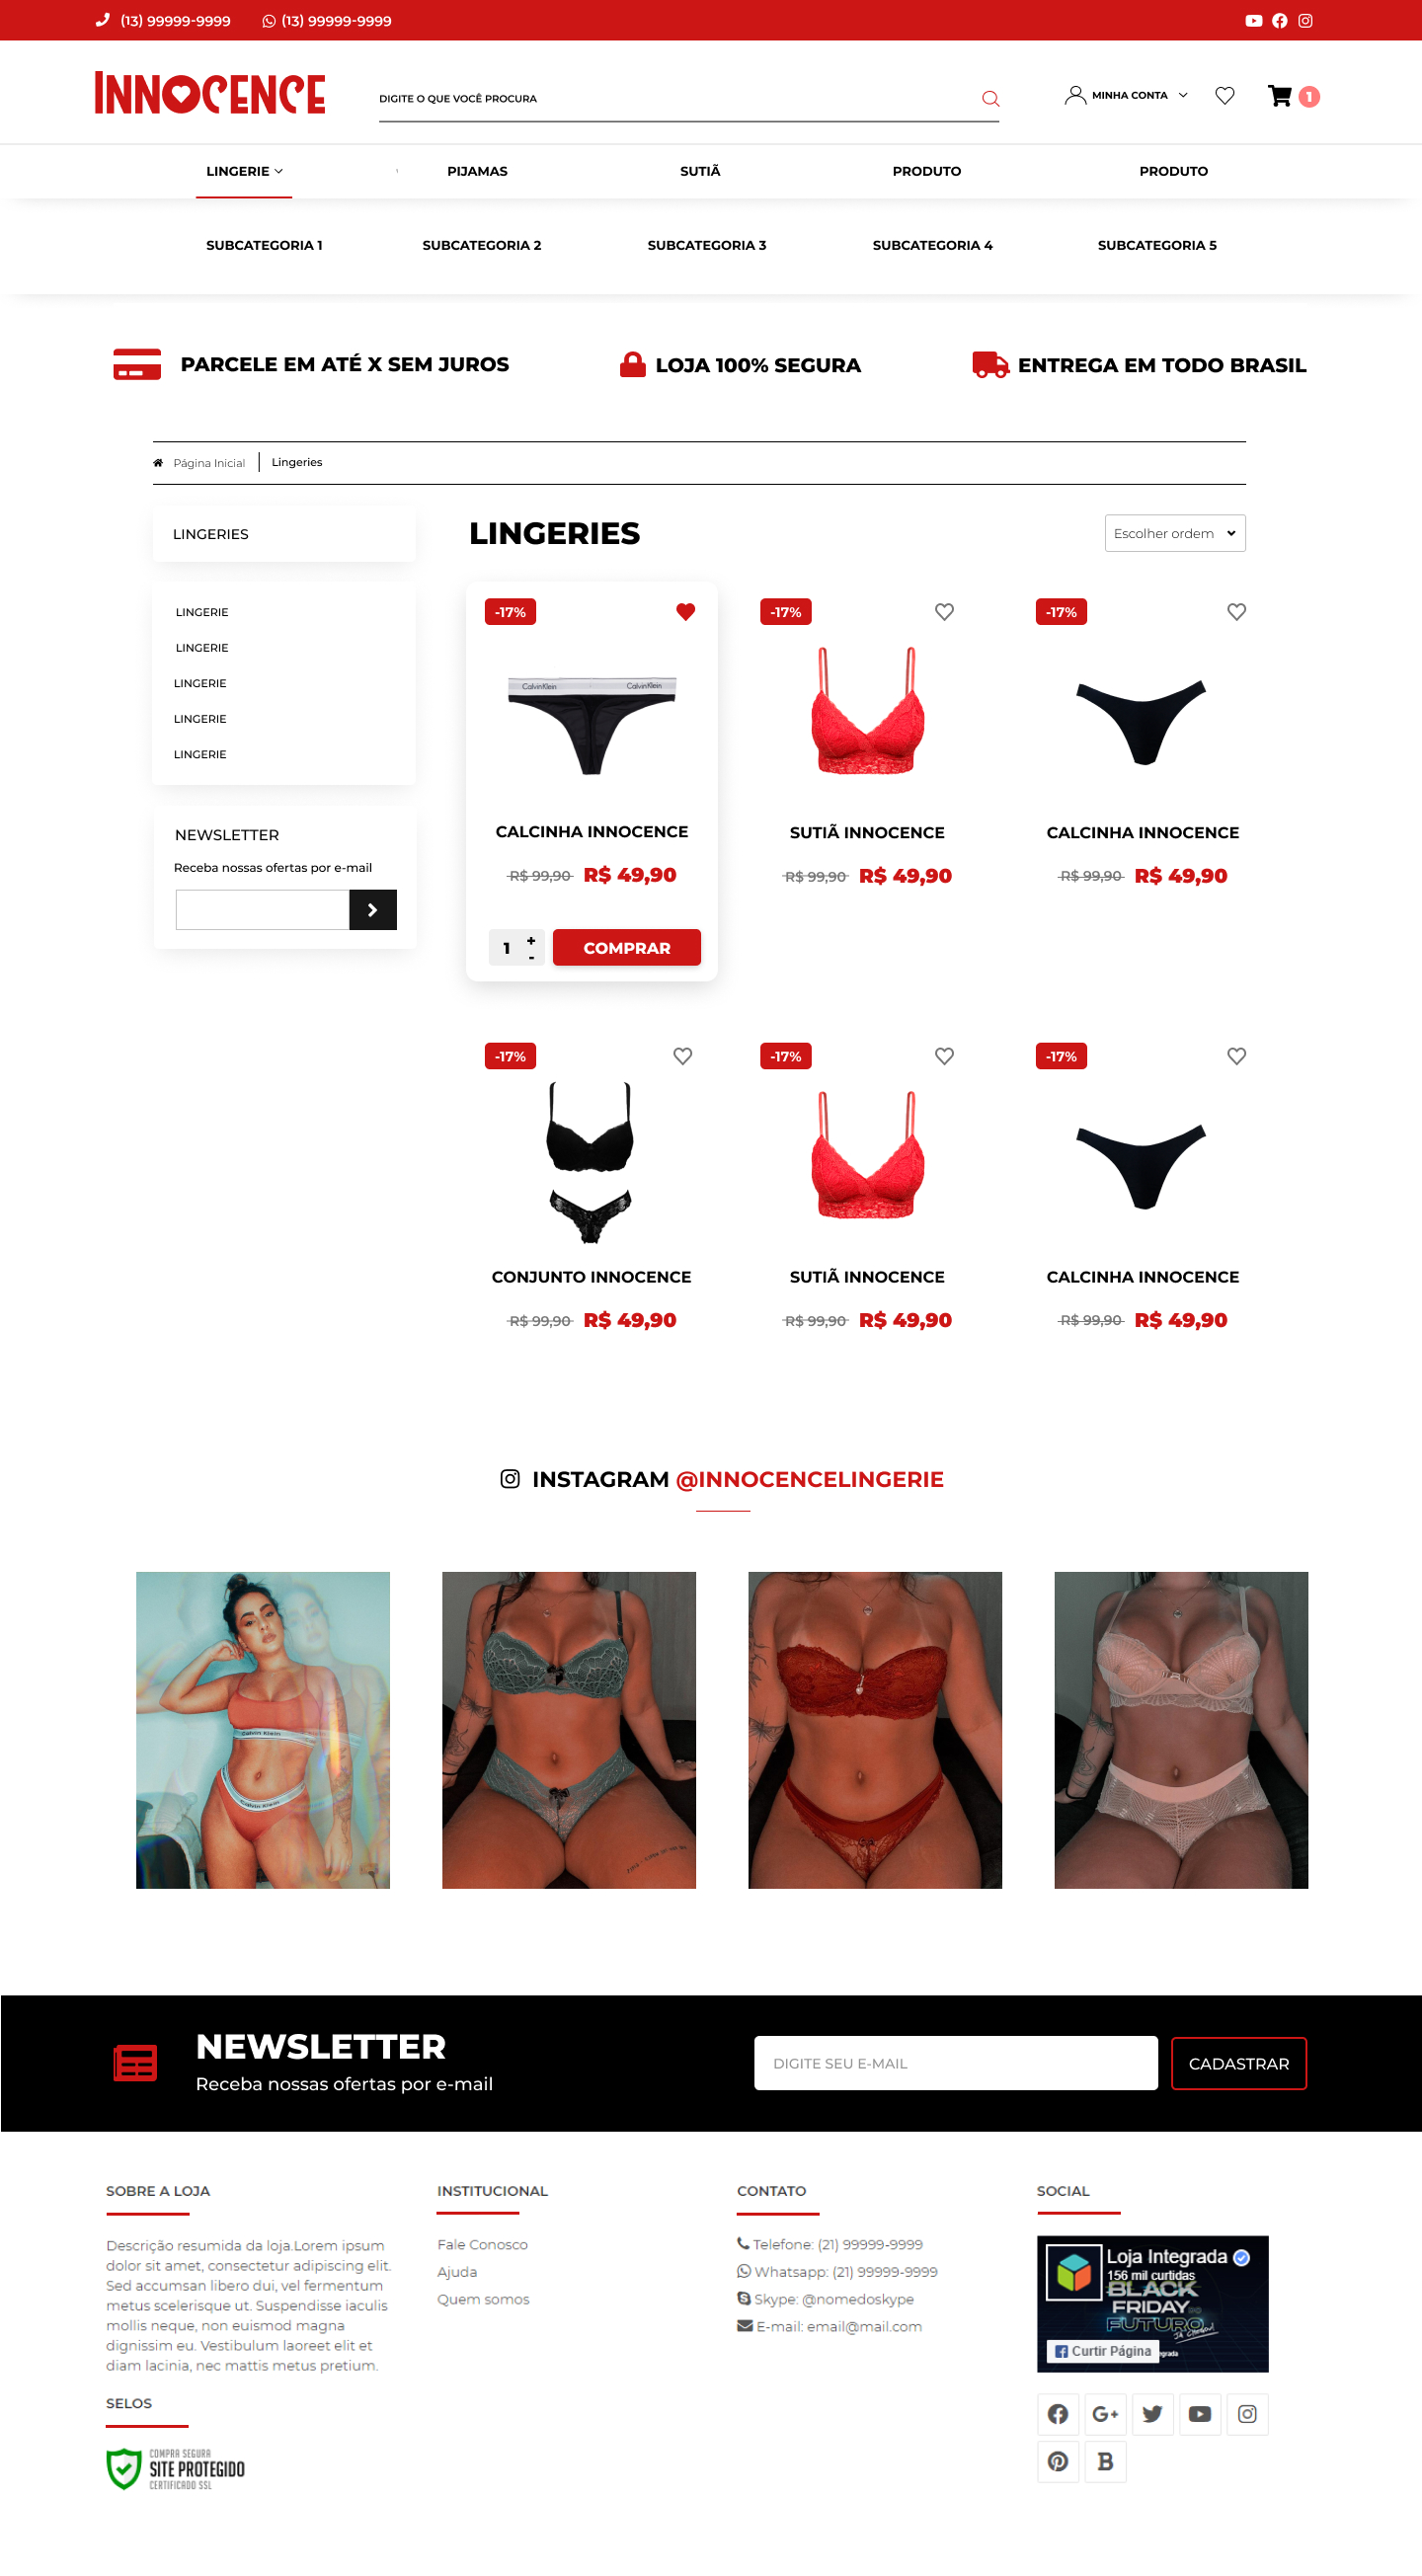 (13) 99999-9999 (13) 99999-9999
INNOCENCE
DIGITE O QUE VOCÊ PROCURA
MINHA CONTA
1
LINGERIE PIJAMAS SUTIÃ PRODUTO PRODUTO
SUBCATEGORIA 1 SUBCATEGORIA 2 SUBCATEGORIA 3 SUBCATEGORIA 4 SUBCATEGORIA 5
PARCELE EM ATÉ X SEM JUROS LOJA 100% SEGURA ENTREGA EM TODO BRASIL
Página Inicial Lingeries
LINGERIES
LINGERIE
LINGERIE
LINGERIE
LINGERIE
LINGERIE
NEWSLETTER
Receba nossas ofertas por e-mail
LINGERIES
Escolher ordem
-17% -17% -17%
CalvinKlein CalvinKlein
CALCINHA INNOCENCE SUTIÃ INNOCENCE CALCINHA INNOCENCE
R$ 99,90 R$ 49,90 R$ 99,90 R$ 49,90 R$ 99,90 R$ 49,90
1 + - COMPRAR
-17% -17% -17%
CONJUNTO INNOCENCE SUTIÃ INNOCENCE CALCINHA INNOCENCE
R$ 99,90 R$ 49,90 R$ 99,90 R$ 49,90 R$ 99,90 R$ 49,90
INSTAGRAM @INNOCENCELINGERIE
Calvin Klein
Calvin Klein
NEWSLETTER
Receba nossas ofertas por e-mail
DIGITE SEU E-MAIL
CADASTRAR
SOBRE A LOJA
Descrição resumida da loja.Lorem ipsum
dolor sit amet, consectetur adipiscing elit.
Sed accumsan libero dui, vel fermentum
metus scelerisque ut. Suspendisse iaculis
mollis neque, non euismod magna
dignissim eu. Vestibulum laoreet elit et
diam lacinia, nec mattis metus pretium.
SELOS
COMPRA SEGURA
SITE PROTEGIDO
CERTIFICADO SSL
INSTITUCIONAL
Fale Conosco
Ajuda
Quem somos
CONTATO
Telefone: (21) 99999-9999
Whatsapp: (21) 99999-9999
Skype: @nomedoskype
E-mail: email@mail.com
SOCIAL
Loja Integrada
156 mil curtidas
BLACK
FRIDAY DO
FUTURO
Já chegou!
Curtir Página
grada